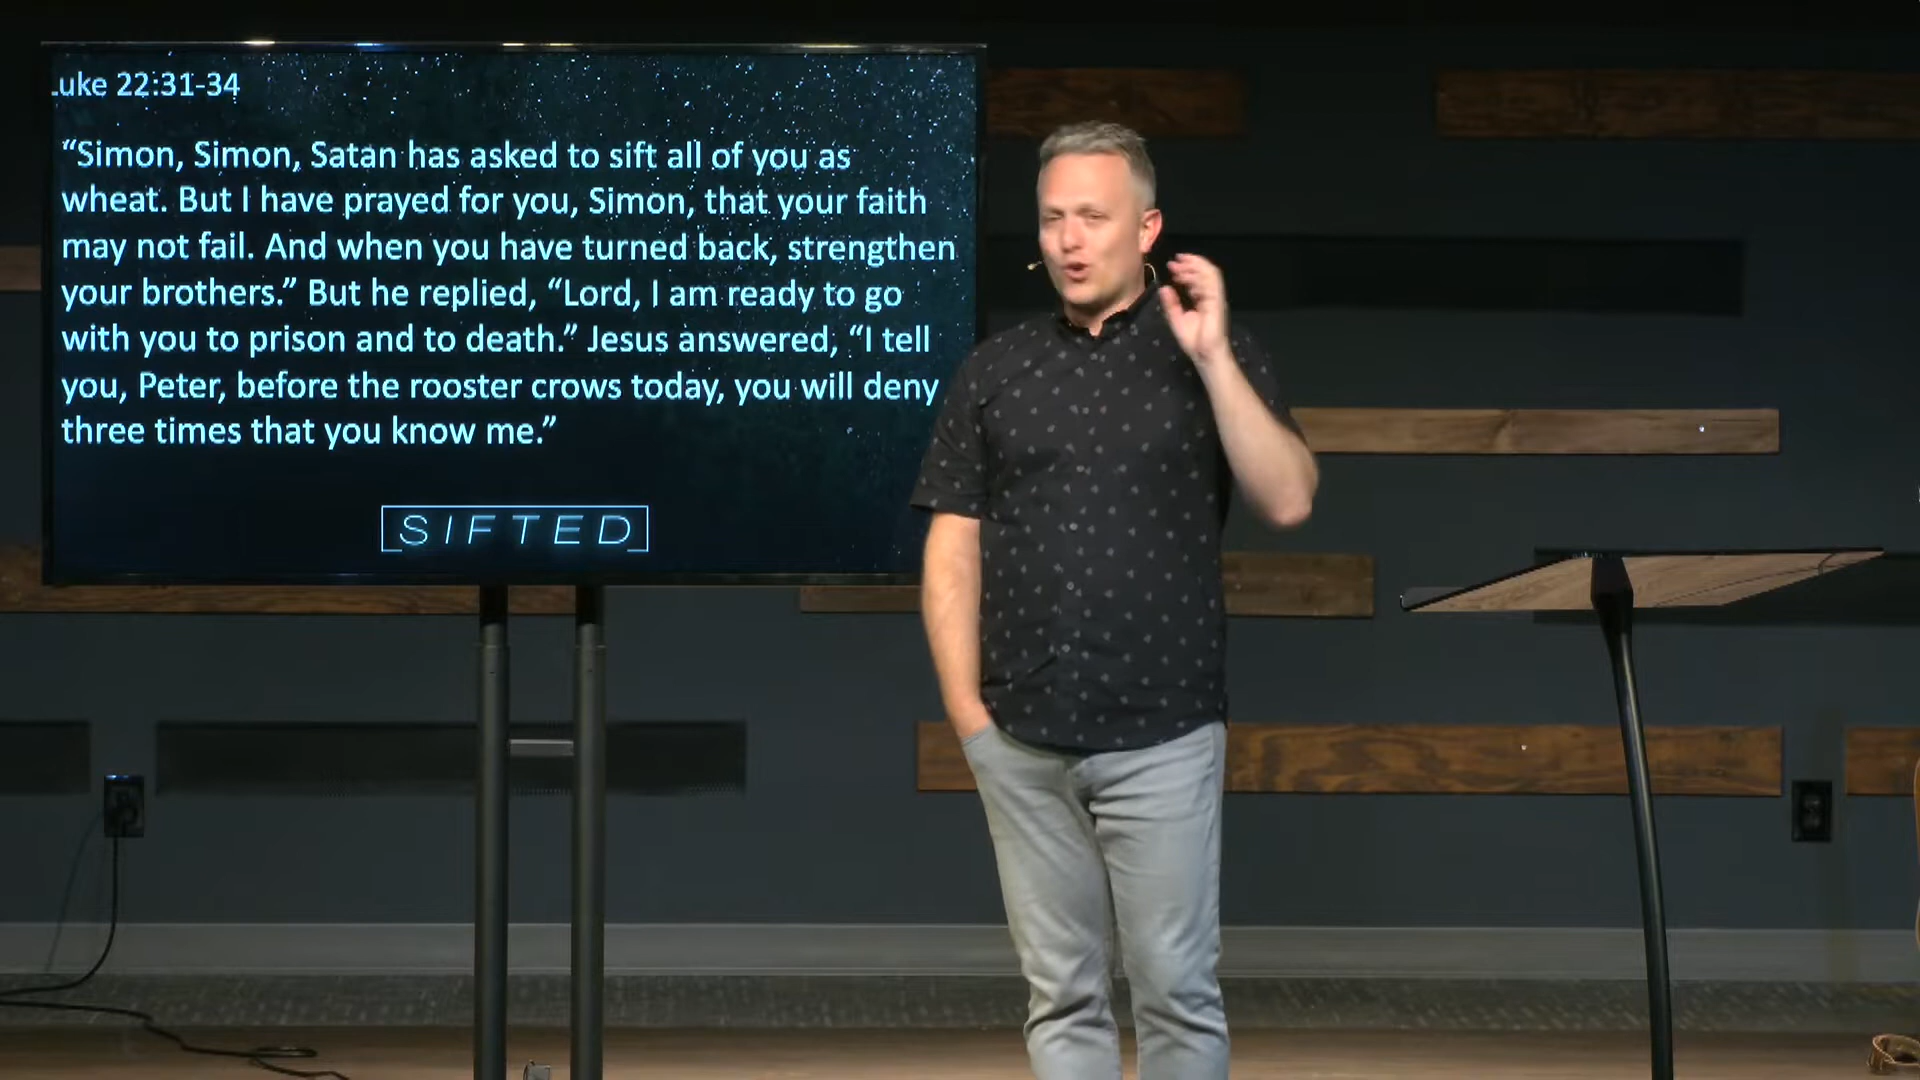 Luke 22:31-34
“Simon, Simon, Satan has asked to sift all of you as
wheat. But I have prayed for you, Simon, that your faith
may not fail. And when you have turned back, strengthen
your brothers.” But he replied, “Lord, I am ready to go
with you to prison and to death.” Jesus answered, “I tell
you, Peter, before the rooster crows today, you will deny
three times that you know me.”
SIFTED